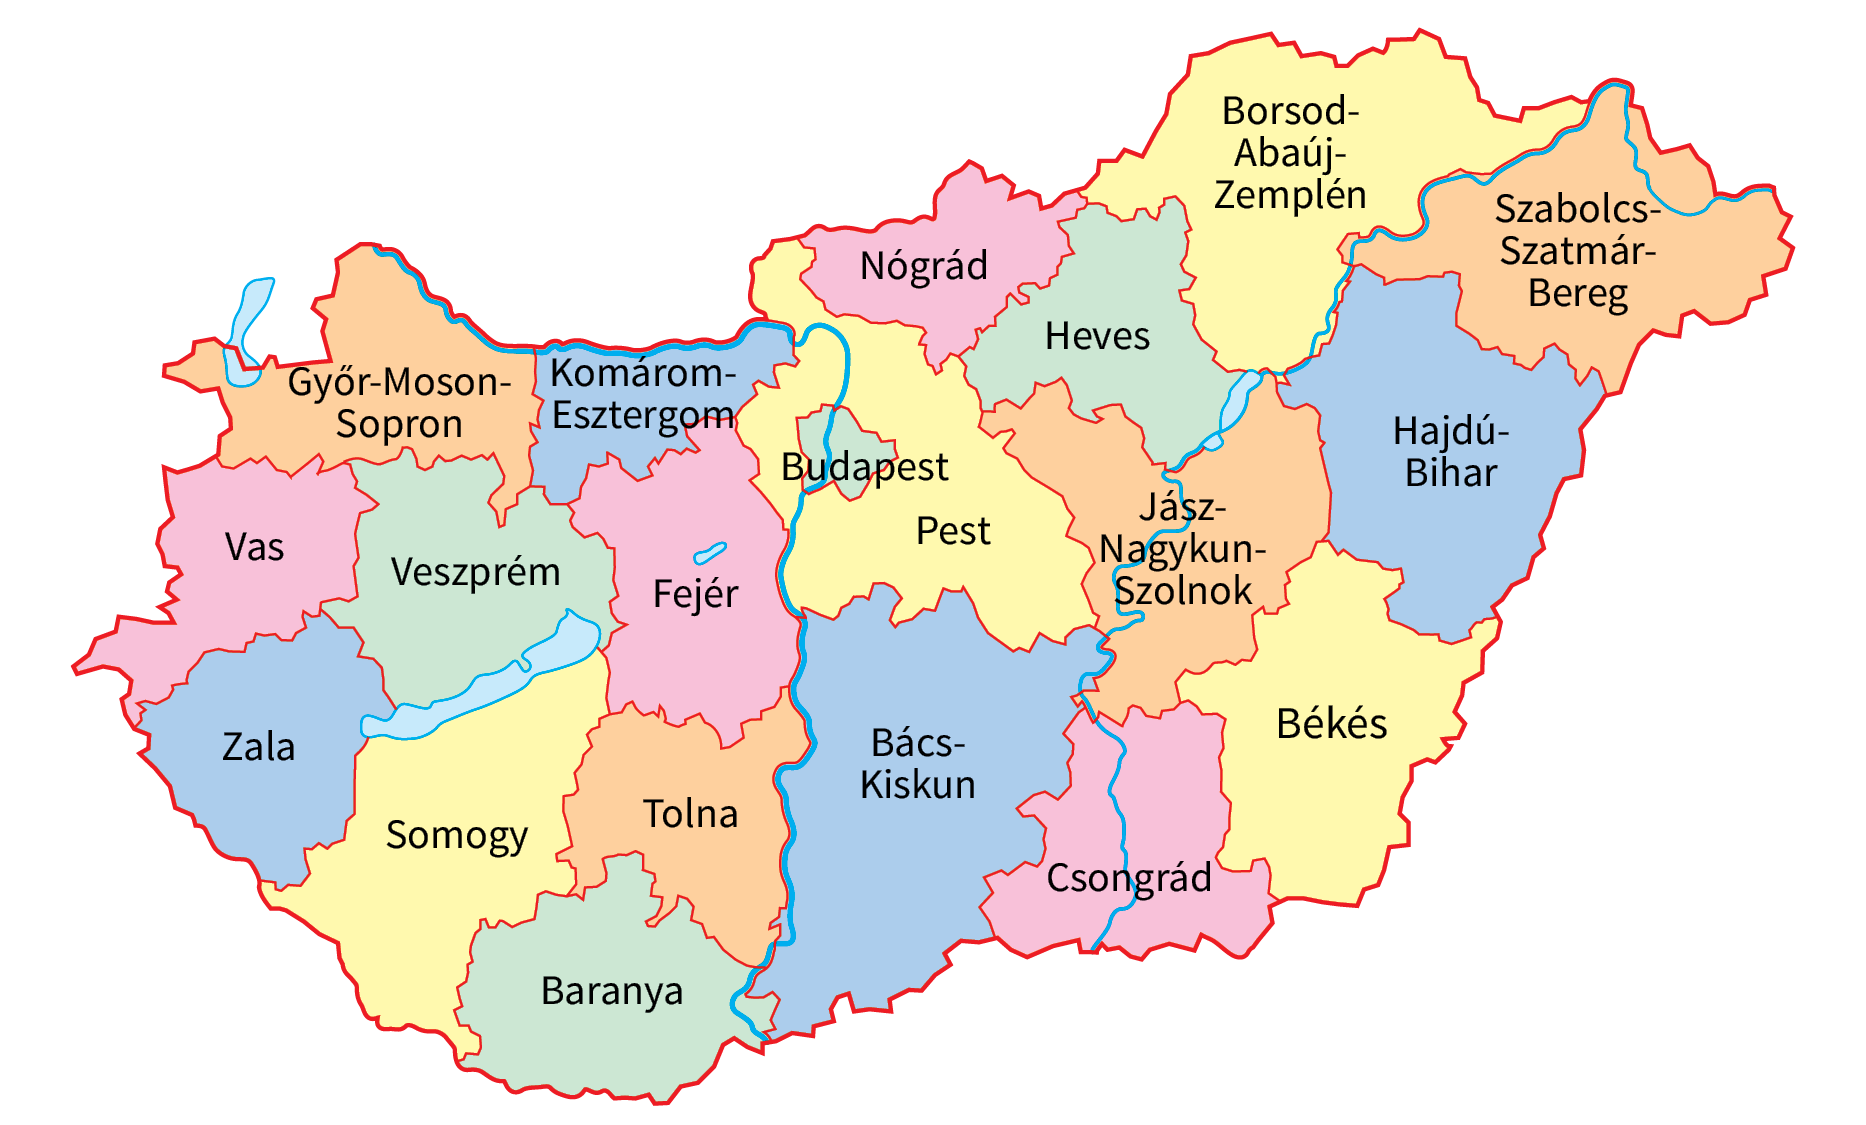 Borsod-
Abaúj-
Zemplén
Szabolcs-
Szatmár-
Bereg
Nógrád
Heves
Győr-Moson-
Sopron
Komárom-
Esztergom
Hajdú-
Bihar
Budapest
Pest
Jász-
Nagykun-
Szolnok
Vas
Veszprém
Fejér
Zala
Somogy
Tolna
Bács-
Kiskun
Békés
Csongrád
Baranya